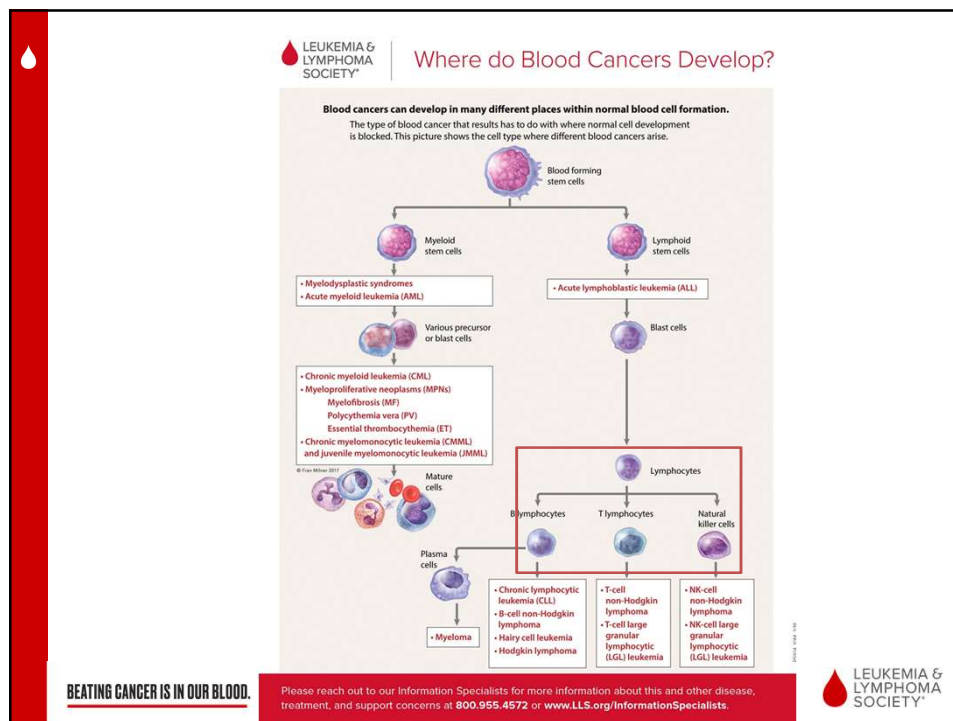 LEUKEMIA &
LYMPHOMA
SOCIETY®
Where do Blood Cancers Develop?
Blood cancers can develop in many different places within normal blood cell formation.
The type of blood cancer that results has to do with where normal cell development
is blocked. This picture shows the cell type where different blood cancers arise.
Blood forming
stem cells
Myeloid
stem cells
Lymphoid
stem cells
• Myelodysplastic syndromes
• Acute myeloid leukemia (AML)
• Acute lymphoblastic leukemia (ALL)
Various precursor
or blast cells
Blast cells
• Chronic myeloid leukemia (CML)
• Myeloproliferative neoplasms (MPNs)
Myelofibrosis (MF)
Polycythemia vera (PV)
Essential thrombocythemia (ET)
• Chronic myelomonocytic leukemia (CMML)
and juvenile myelomonocytic leukemia (JMML)
© Fran Milner 2017
Mature
cells
Lymphocytes
B lymphocytes
T lymphocytes
Natural
killer cells
Plasma
cells
• Myeloma
• Chronic lymphocytic
leukemia (CLL)
• B-cell non-Hodgkin
lymphoma
• Hairy cell leukemia
• Hodgkin lymphoma
• T-cell
non-Hodgkin
lymphoma
• T-cell large
granular
lymphocytic
(LGL) leukemia
• NK-cell
non-Hodgkin
lymphoma
• NK-cell large
granular
lymphocytic
(LGL) leukemia
BEATING CANCER IS IN OUR BLOOD.
Please reach out to our Information Specialists for more information about this and other disease,
treatment, and support concerns at 800.955.4572 or www.LLS.org/InformationSpecialists.
LEUKEMIA &
LYMPHOMA
SOCIETY®